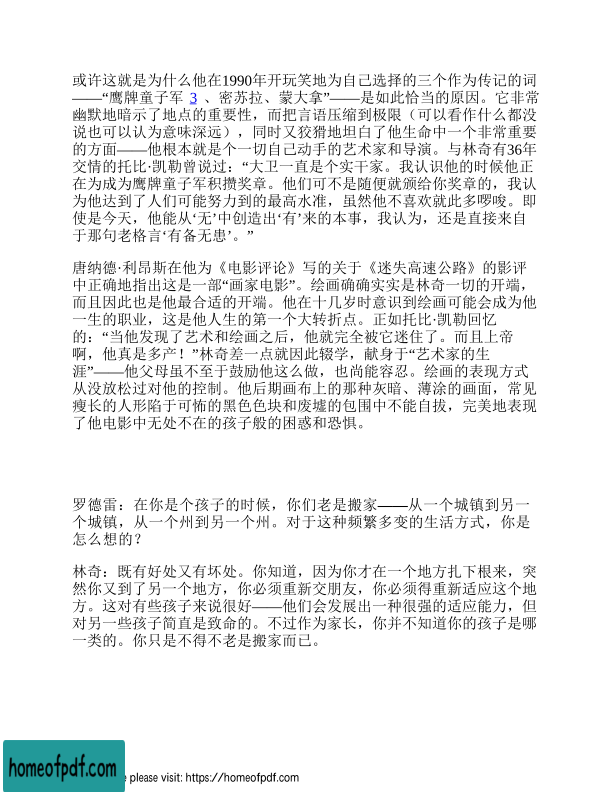 或许这就是为什么他在1990年开玩笑地为自己选择的三个作为传记的词
——“鹰牌童子军 3 、密苏拉、蒙大拿”——是如此恰当的原因。它非常
幽默地暗示了地点的重要性，而把言语压缩到极限（可以看作什么都没
说也可以认为意味深远），同时又狡猾地坦白了他生命中一个非常重要
的方面——他根本就是个一切自己动手的艺术家和导演。与林奇有36年
交情的托比·凯勒曾说过：“大卫一直是个实干家。我认识他的时候他正
在为成为鹰牌童子军积攒奖章。他们可不是随便就颁给你奖章的，我认
为他达到了人们可能努力到的最高水准，虽然他不喜欢就此多啰唆。即
使是今天，他能从‘无’中创造出‘有’来的本事，我认为，还是直接来自
于那句老格言‘有备无患’。”
唐纳德·利昂斯在他为《电影评论》写的关于《迷失高速公路》的影评
中正确地指出这是一部“画家电影”。绘画确确实实是林奇一切的开端，
而且因此也是他最合适的开端。他在十几岁时意识到绘画可能会成为他
一生的职业，这是他人生的第一个大转折点。正如托比·凯勒回忆
的：“当他发现了艺术和绘画之后，他就完全被它迷住了。而且上帝
啊，他真是多产！”林奇差一点就因此辍学，献身于“艺术家的生
涯”——他父母虽不至于鼓励他这么做，也尚能容忍。绘画的表现方式
从没放松过对他的控制。他后期画布上的那种灰暗、薄涂的画面，常见
瘦长的人形陷于可怖的黑色色块和废墟的包围中不能自拔，完美地表现
了他电影中无处不在的孩子般的困惑和恐惧。
罗德雷：在你是个孩子的时候，你们老是搬家——从一个城镇到另一
个城镇，从一个州到另一个州。对于这种频繁多变的生活方式，你是
怎么想的？
林奇：既有好处又有坏处。你知道，因为你才在一个地方扎下根来，突
然你又到了另一个地方，你必须重新交朋友，你必须得重新适应这个地
方。这对有些孩子来说很好——他们会发展出一种很强的适应能力，但
对另一些孩子简直是致命的。不过作为家长，你并不知道你的孩子是哪
一类的。你只是不得不老是搬家而已。
homeofpdf.com
please visit: https://homeofpdf.com